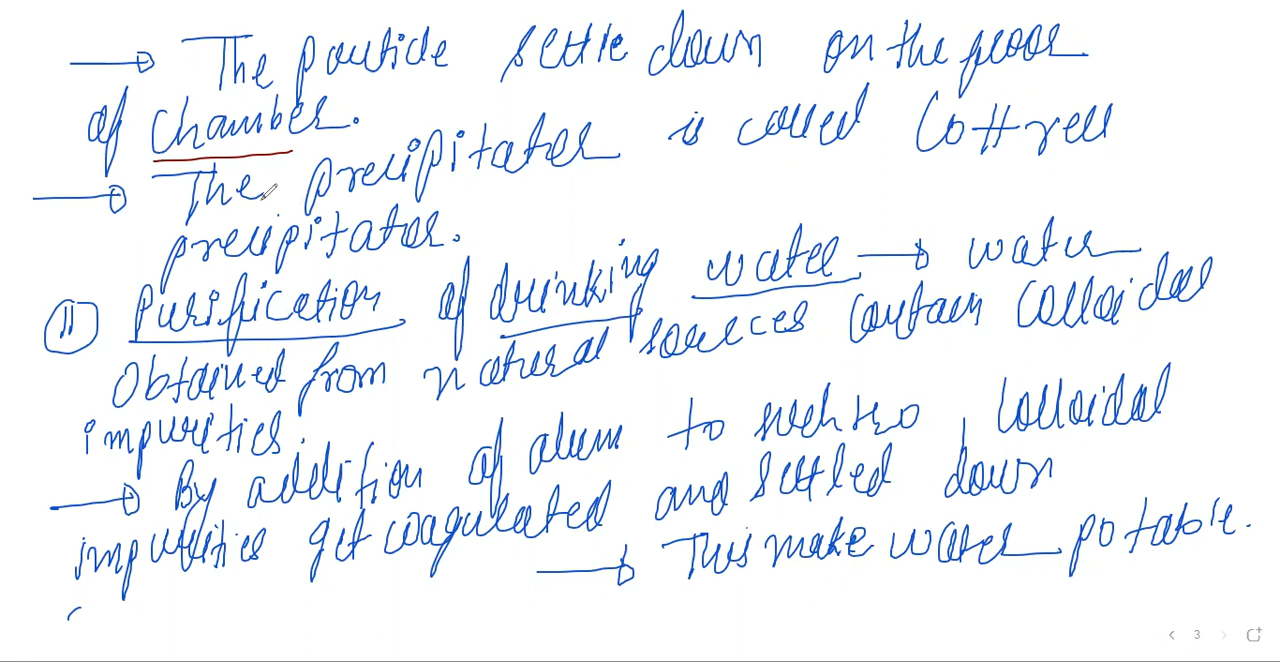 → The particle settle down on the floor
of chamber.
→ The precipitator is called Cottrell
precipitator.
(II) Purification of drinking water → water
obtained from natural sources contain colloidal
impurities.
→ By addition of alum to such H2O, colloidal
impurities get coagulated and settled down
→ This make water potable.
3